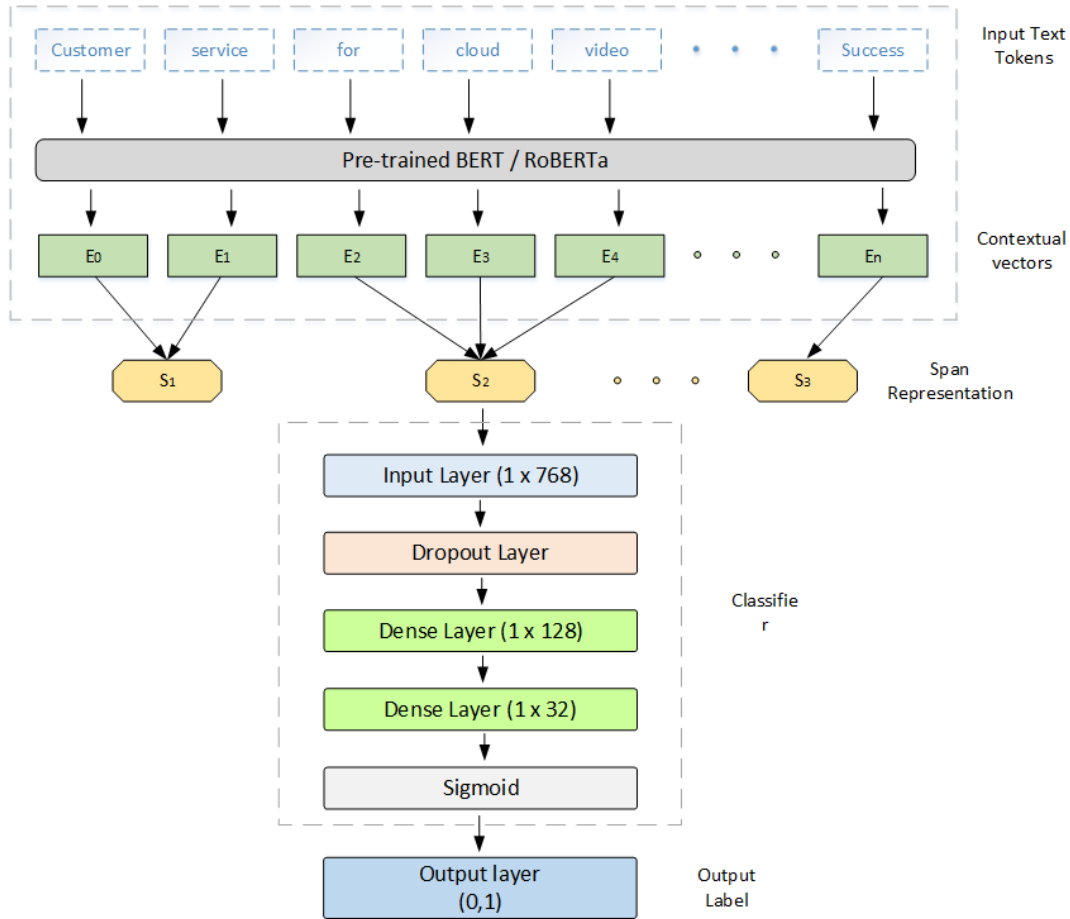 Customer service for cloud video Success
Input Text
Tokens
Pre-trained BERT / RoBERTa
E0 E1 E2 E3 E4 En
Contextual
vectors
S1 S2 S3
Span
Representation
Input Layer (1 x 768)
Dropout Layer
Dense Layer (1 x 128)
Classifie
r
Dense Layer (1 x 32)
Sigmoid
Output layer
(0,1)
Output
Label